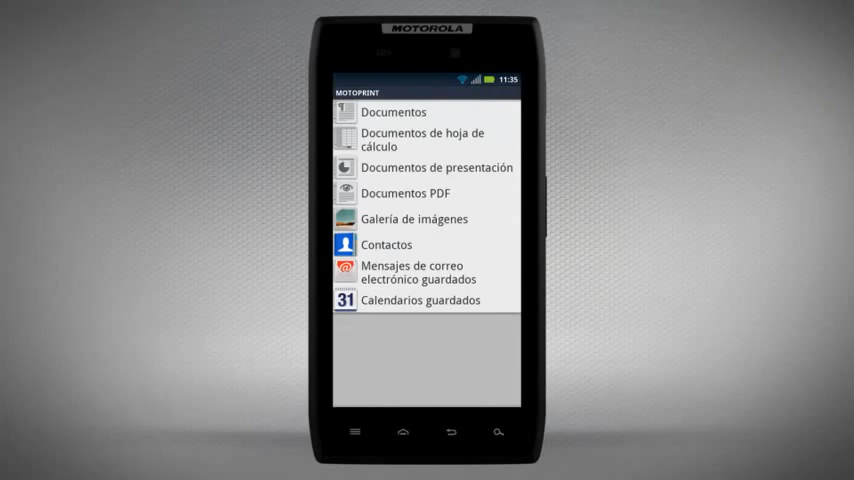 MOTOROLA
11:35
MOTOPRINT
Documentos
Documentos de hoja de
cálculo
Documentos de presentación
Documentos PDF
Galería de imágenes
Contactos
Mensajes de correo
electrónico guardados
31
Calendarios guardados